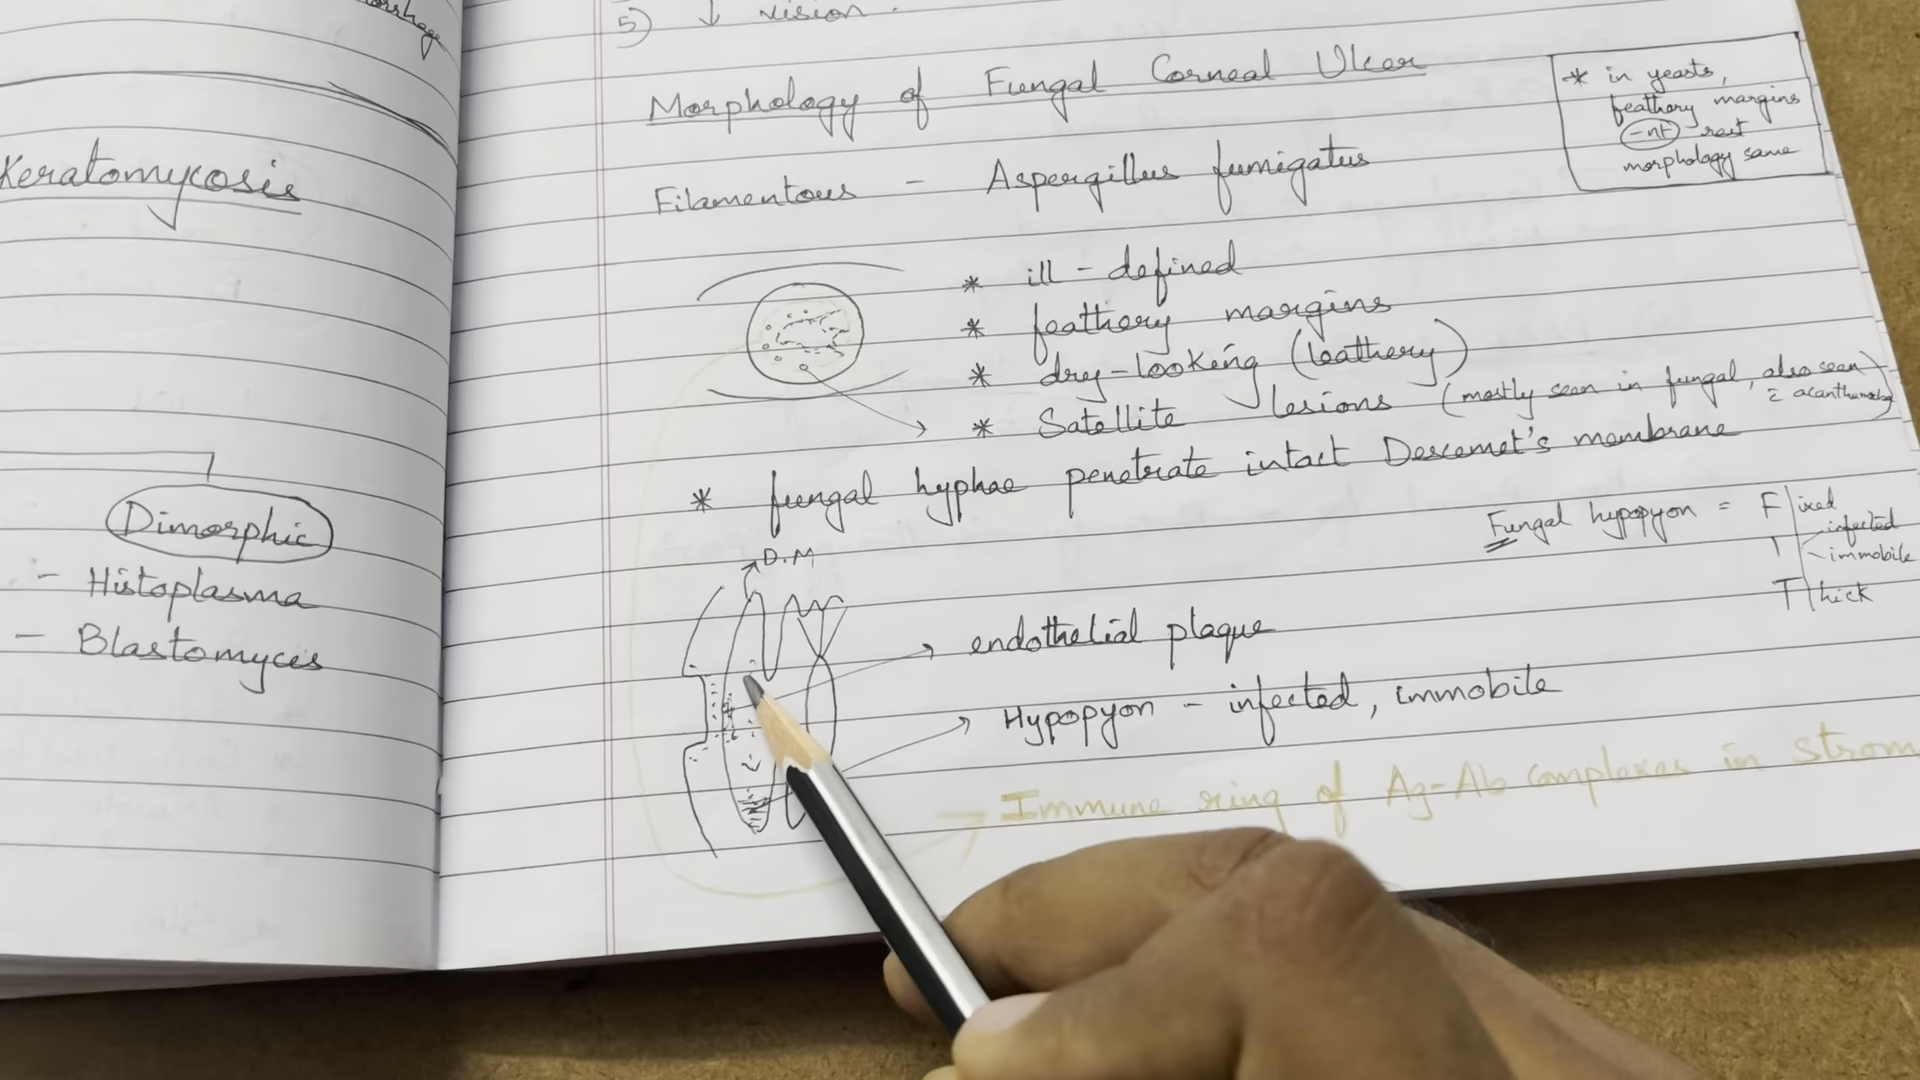 Keratomycosis
Dimorphic
- Histoplasma
- Blastomyces
5) ↓ vision.
Morphology of Fungal Corneal Ulcer
* in yeasts,
feathery margins
-nt rest
morphology same
Filamentous - Aspergillus fumigatus
* ill-defined
* feathery margins
* dry-looking (leathery)
* Satellite lesions (mostly seen in fungal, also seen
* fungal hyphae penetrate intact Descemet's membrane
Fungal hypopyon = Fixed
infected
I immobile
Thick
D.M
endothelial plaque
Hypopyon - infected, immobile
→ Immune ring of Ag-Ab complexes in strom